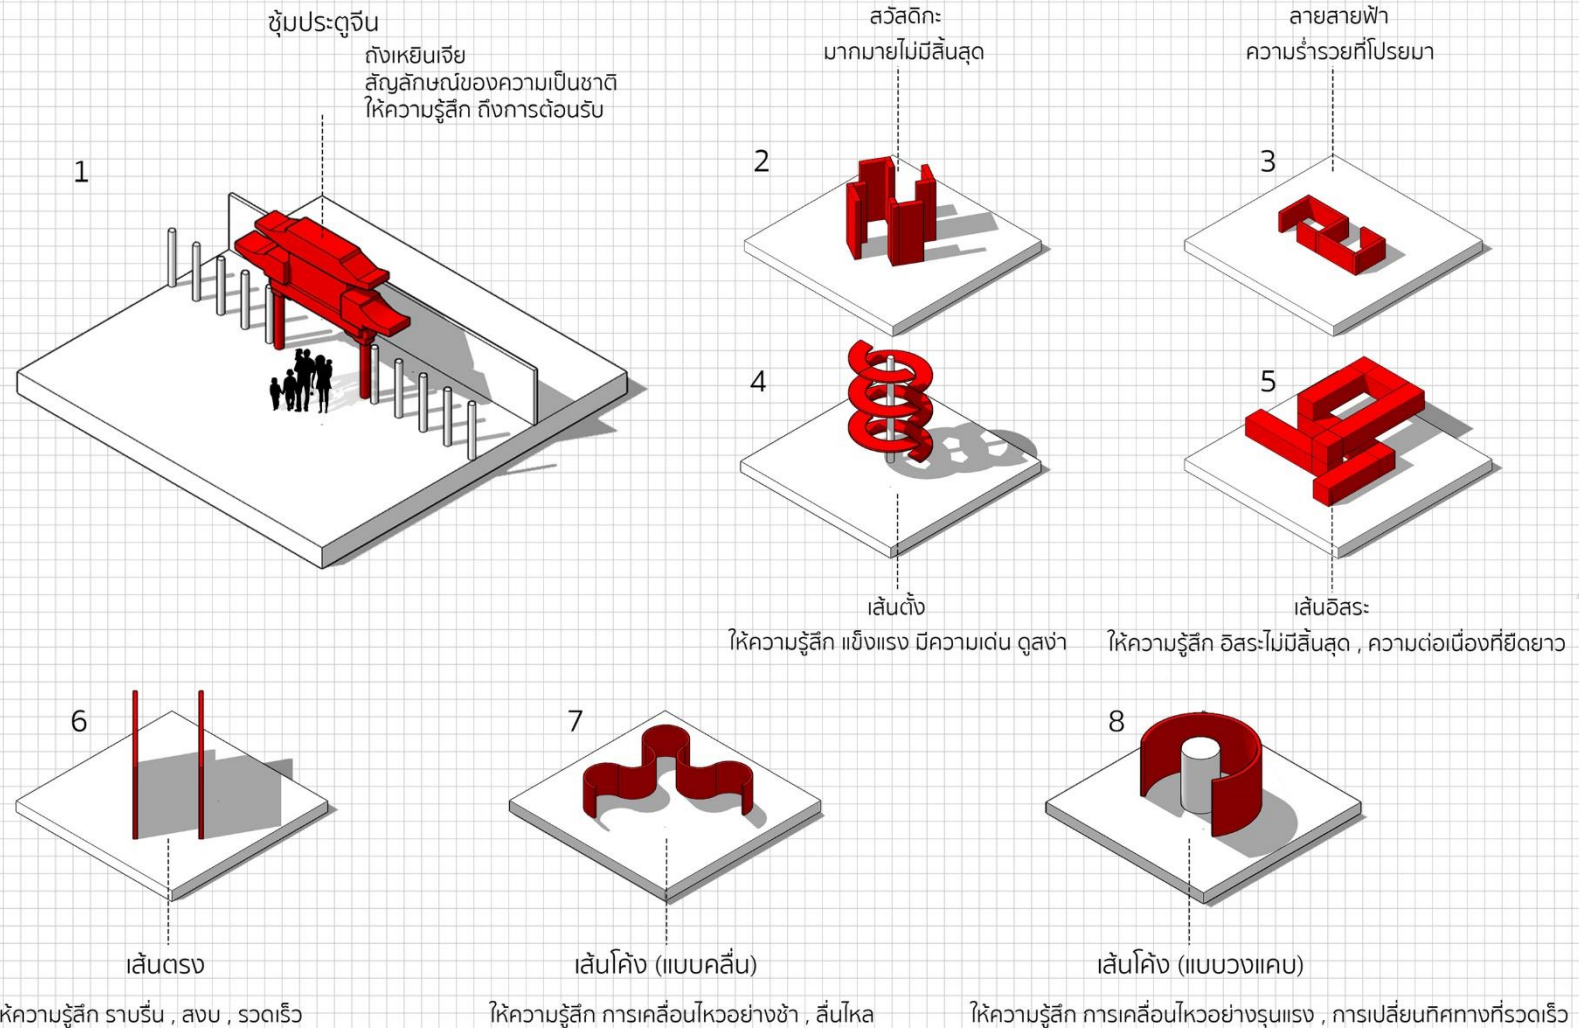 ซุ้มประตูจีน
ถังเหยินเจีย
สัญลักษณ์ของความเป็นชาติ
ให้ความรู้สึก ถึงการต้อนรับ
1
สวัสดิกะ
มากมายไม่มีสิ้นสุด
2
ลายสายฟ้า
ความร่ำรวยที่โปรยมา
3
4
เส้นตั้ง
ให้ความรู้สึก แข็งแรง มีความเด่น ดูสง่า
5
เส้นอิสระ
ให้ความรู้สึก อิสระไม่มีสิ้นสุด , ความต่อเนื่องที่ยืดยาว
6
เส้นตรง
ห้ความรู้สึก ราบรื่น , สงบ , รวดเร็ว
7
เส้นโค้ง (แบบคลื่น)
ให้ความรู้สึก การเคลื่อนไหวอย่างช้า , ลื่นไหล
8
เส้นโค้ง (แบบวงแคบ)
ให้ความรู้สึก การเคลื่อนไหวอย่างรุนแรง , การเปลี่ยนทิศทางที่รวดเร็ว